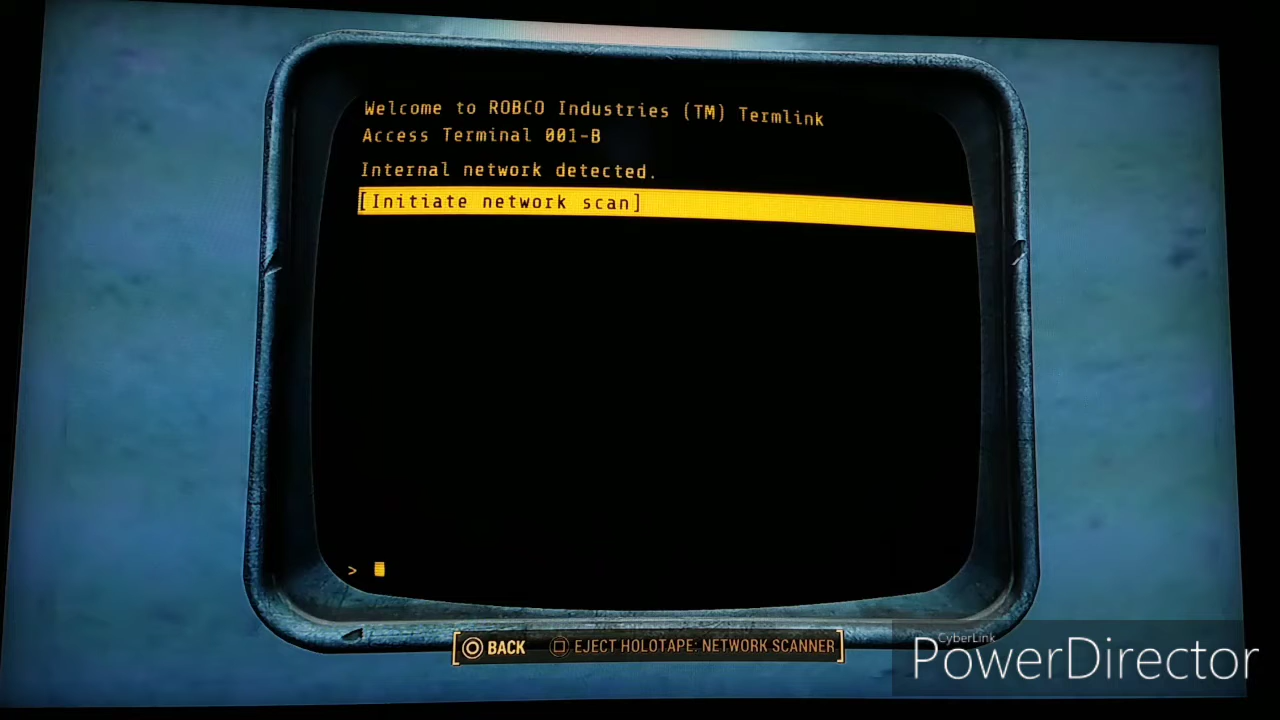 Welcome to ROBCO Industries (TM) Termlink
Access Terminal 001-B
Internal network detected.
[Initiate network scan]
>
BACK EJECT HOLOTAPE: NETWORK SCANNER
CyberLink
PowerDirector